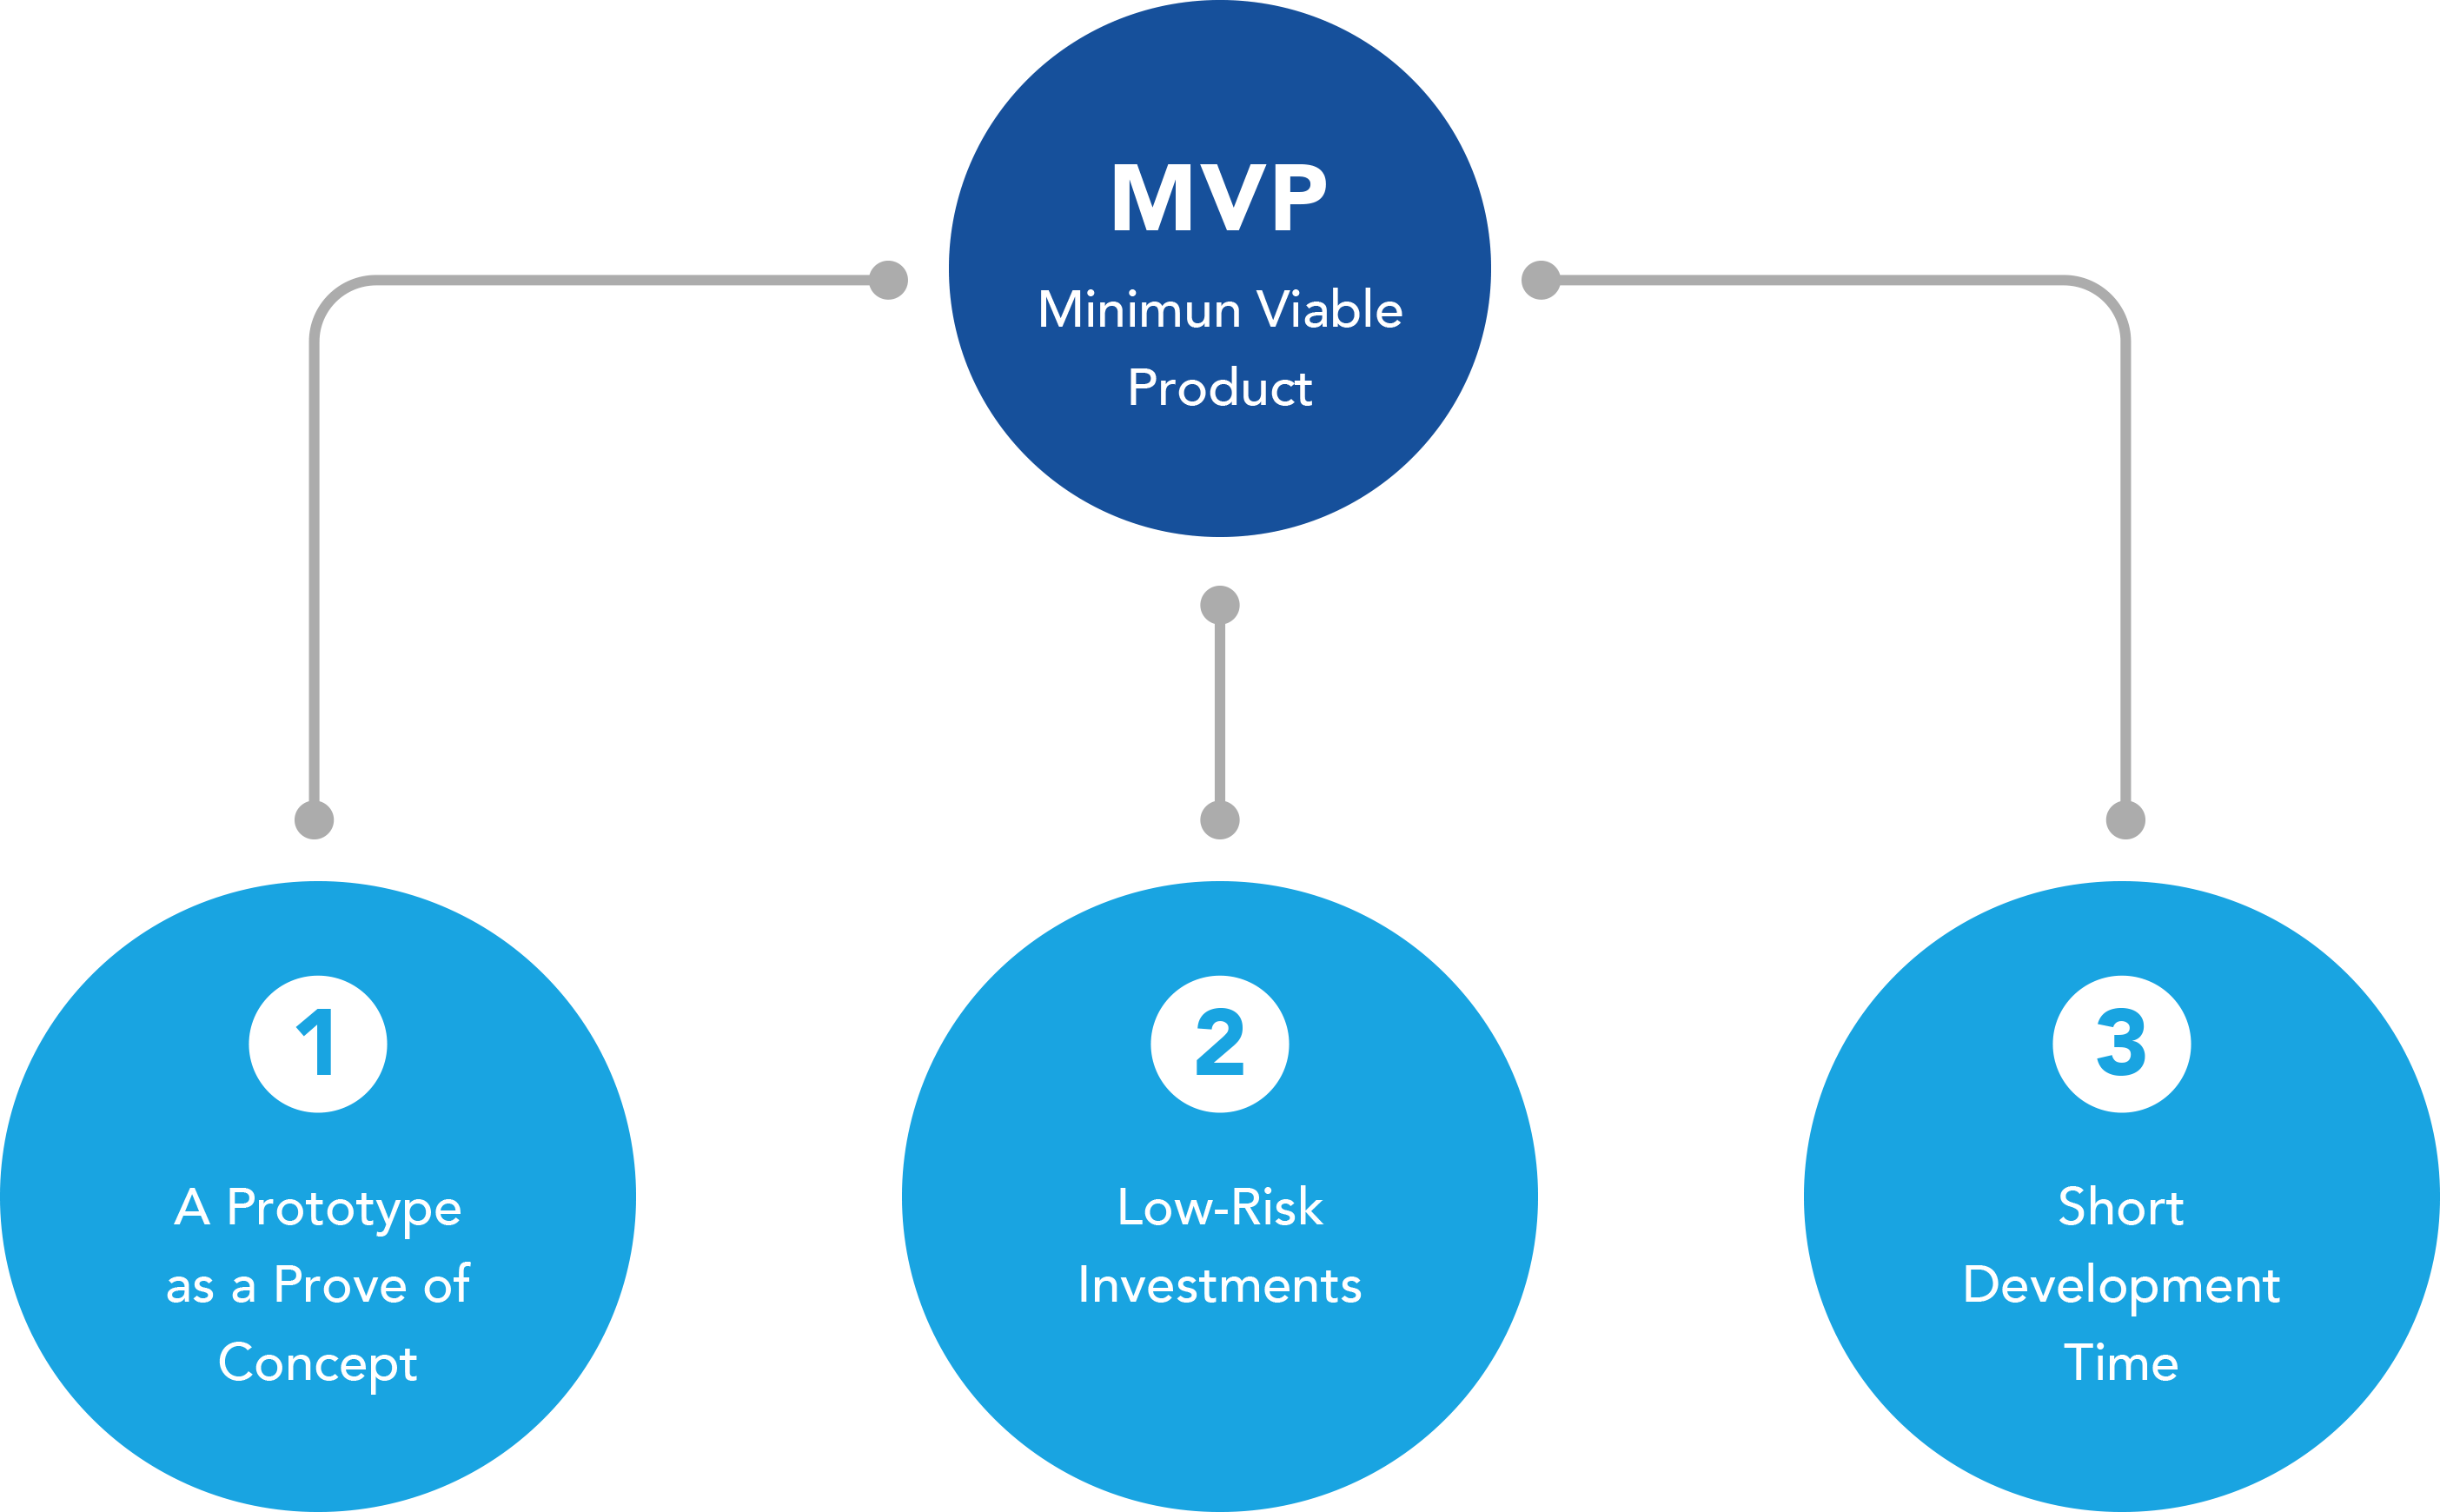 MVP
Minimun Viable
Product
1
A Prototype
as a Prove of
Concept
2
Low-Risk
Investments
3
Short
Development
Time